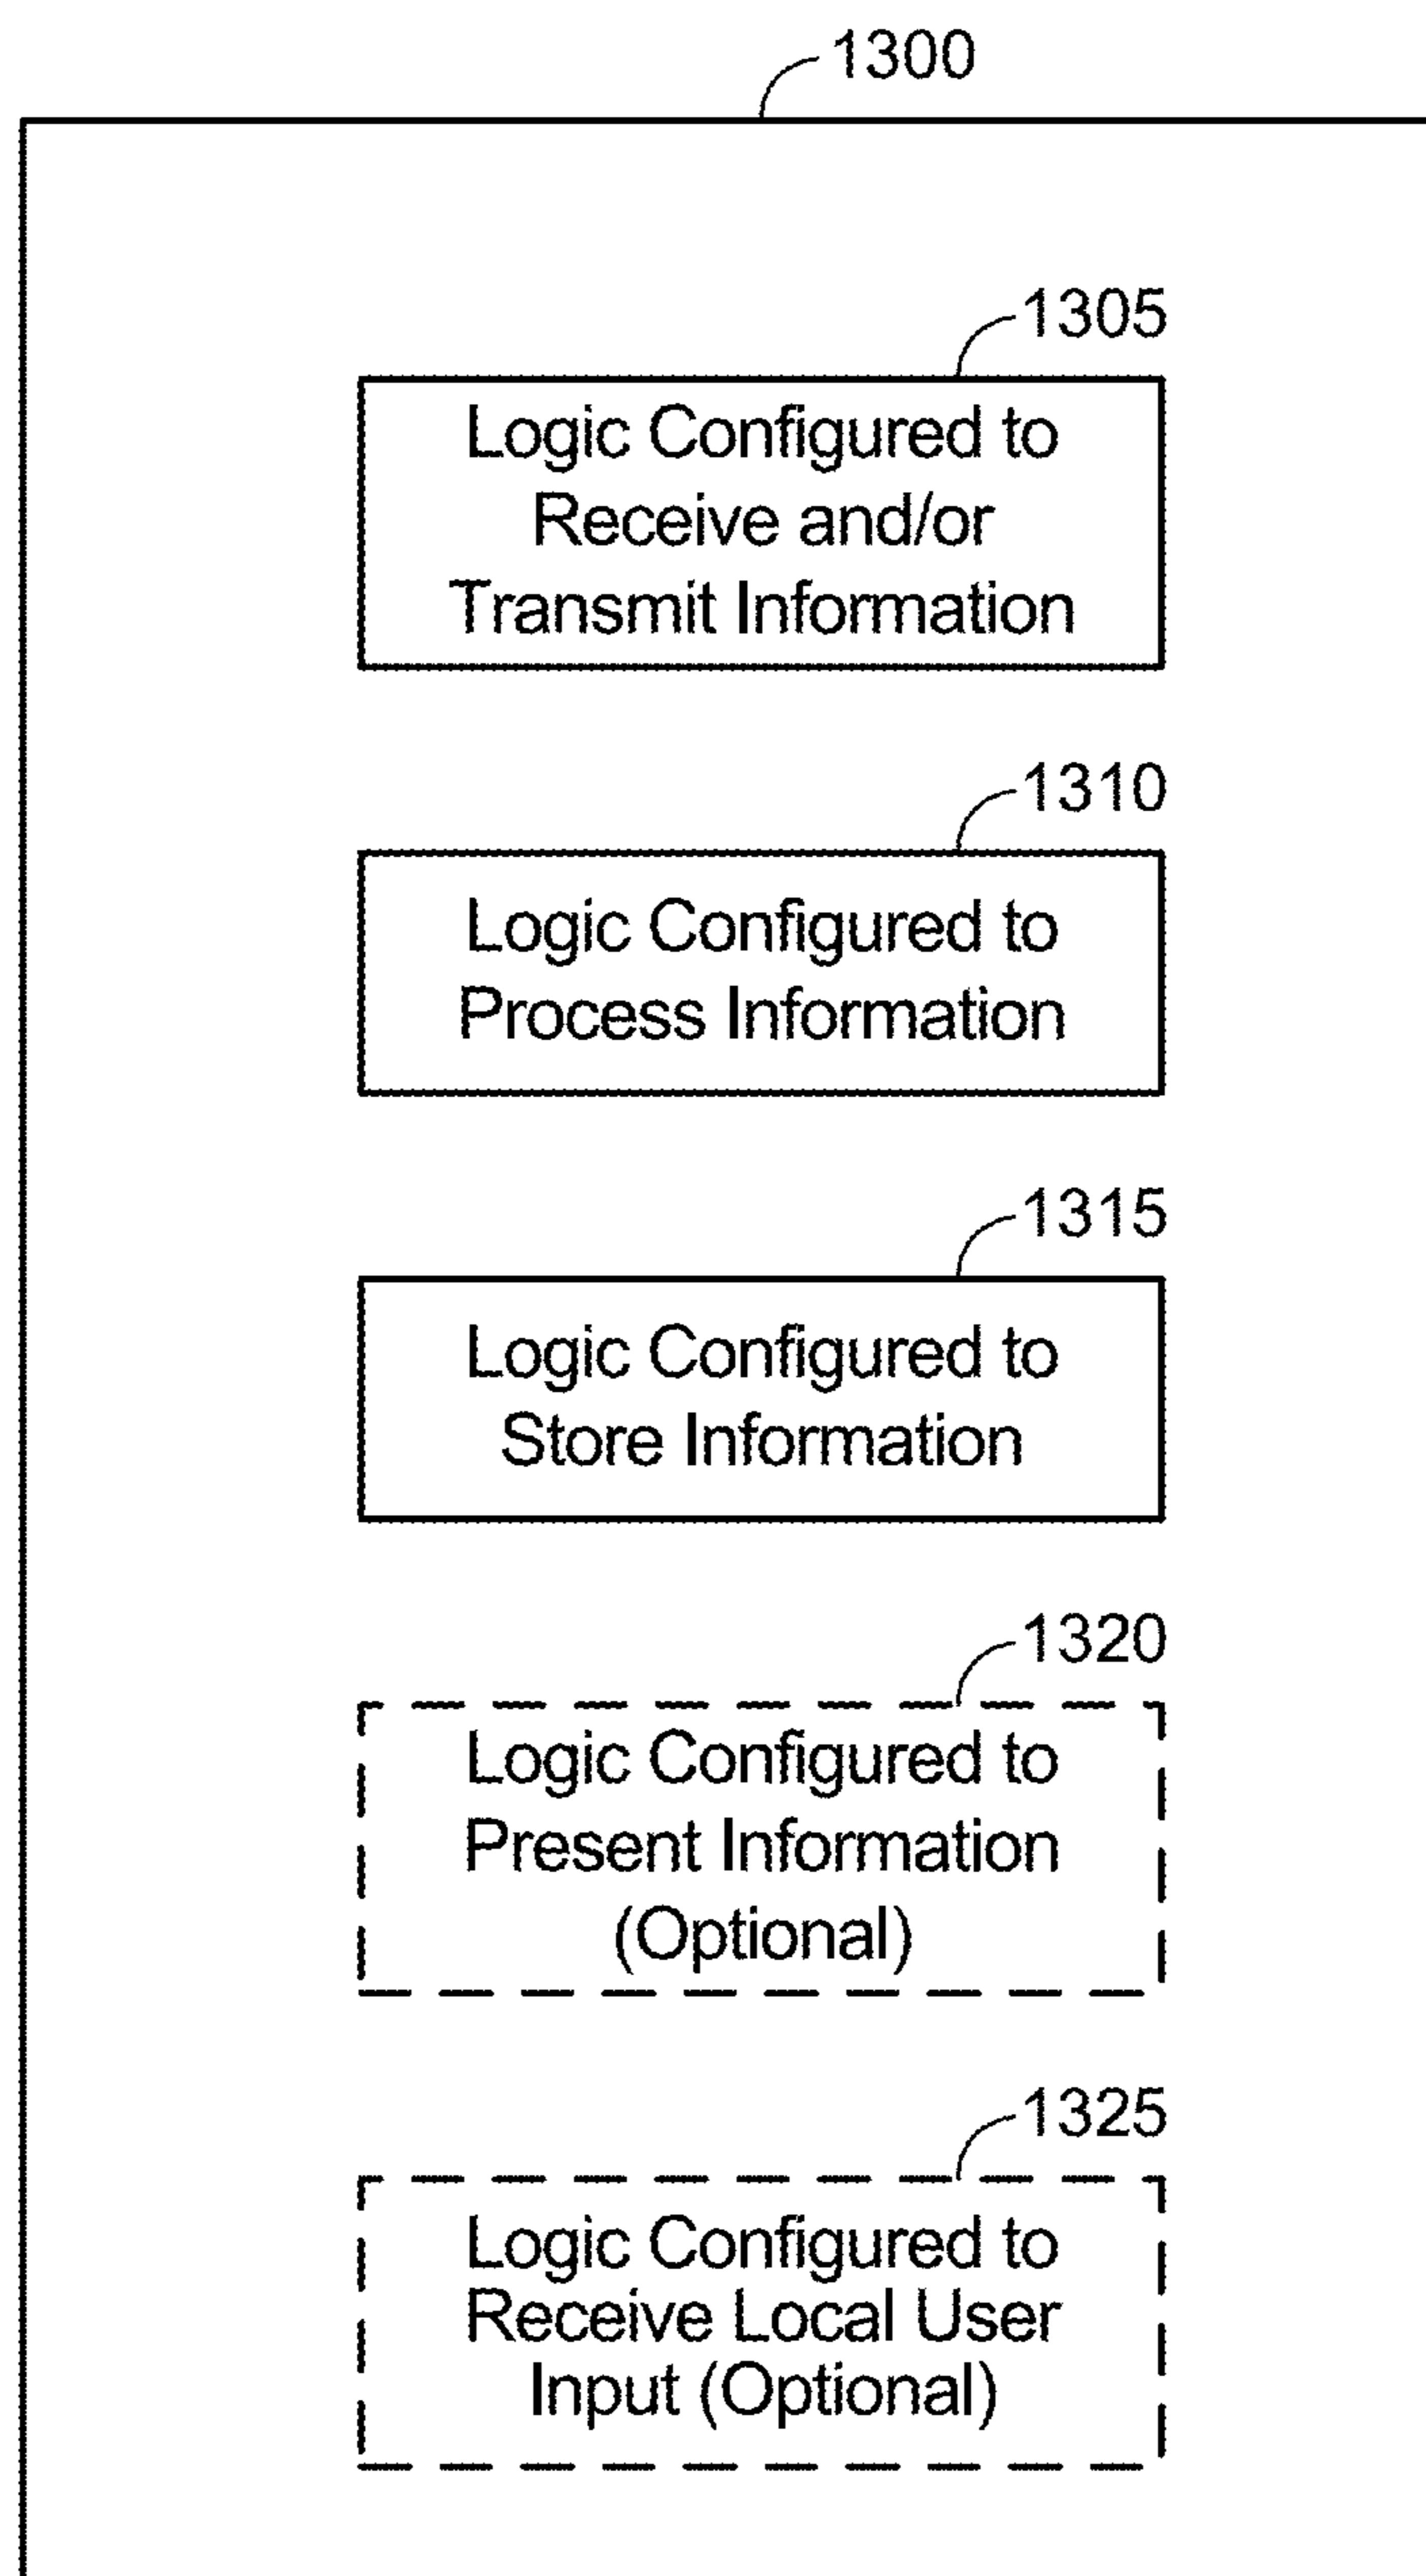 1300
1305
Logic Configured to
Receive and/or
Transmit Information
1310
Logic Configured to
Process Information
1315
Logic Configured to
Store Information
1320
Logic Configured to
Present Information
(Optional)
1325
Logic Configured to
Receive Local User
Input (Optional)